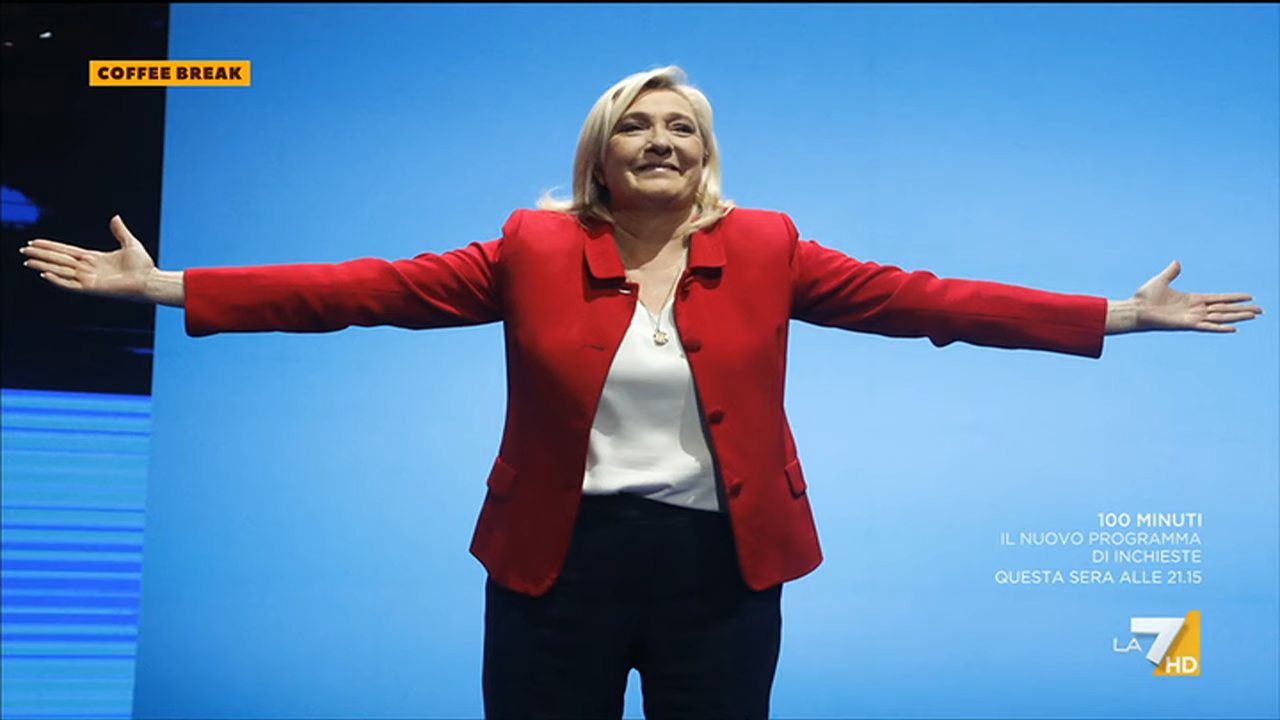 COFFEE BREAK
100 MINUTI
IL NUOVO PROGRAMMA
DI INCHIESTE
QUESTA SERA ALLE 21.15
LA7
HD